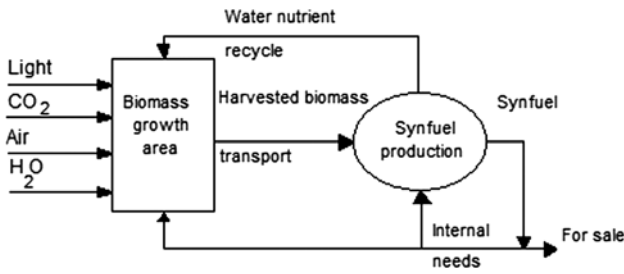 Water nutrient
recycle
Light
CO2
Air
H2O
Biomass
growth
area
Harvested biomass
transport
Synfuel
production
Synfuel
Internal
needs
For sale